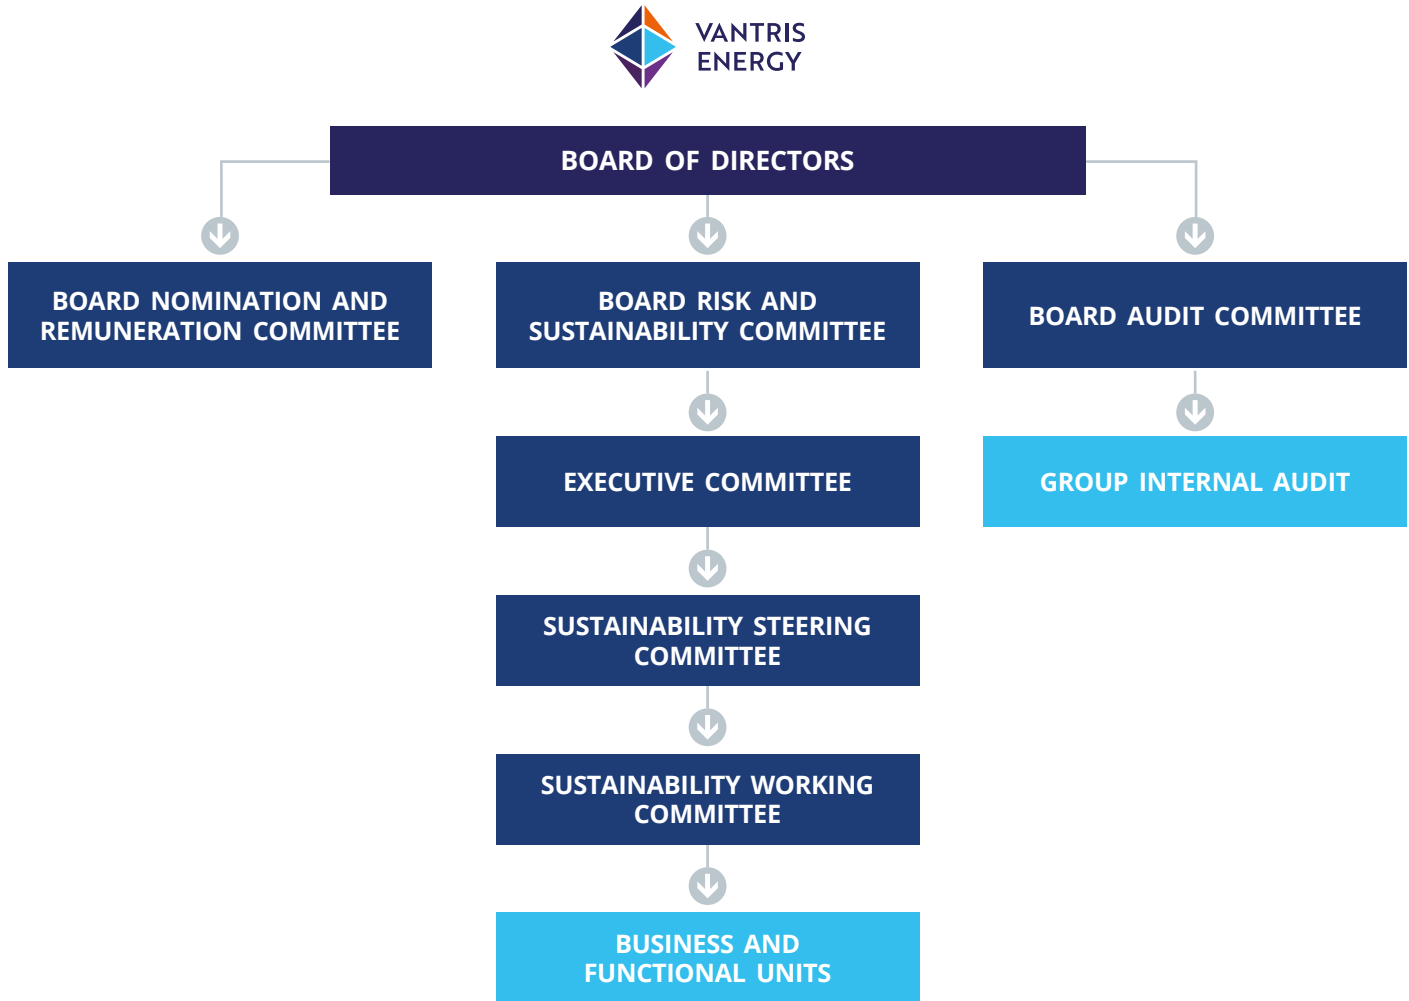 VANTRIS
ENERGY
BOARD OF DIRECTORS
BOARD NOMINATION AND
REMUNERATION COMMITTEE
BOARD RISK AND
SUSTAINABILITY COMMITTEE
BOARD AUDIT COMMITTEE
EXECUTIVE COMMITTEE
GROUP INTERNAL AUDIT
SUSTAINABILITY STEERING
COMMITTEE
SUSTAINABILITY WORKING
COMMITTEE
BUSINESS AND
FUNCTIONAL UNITS